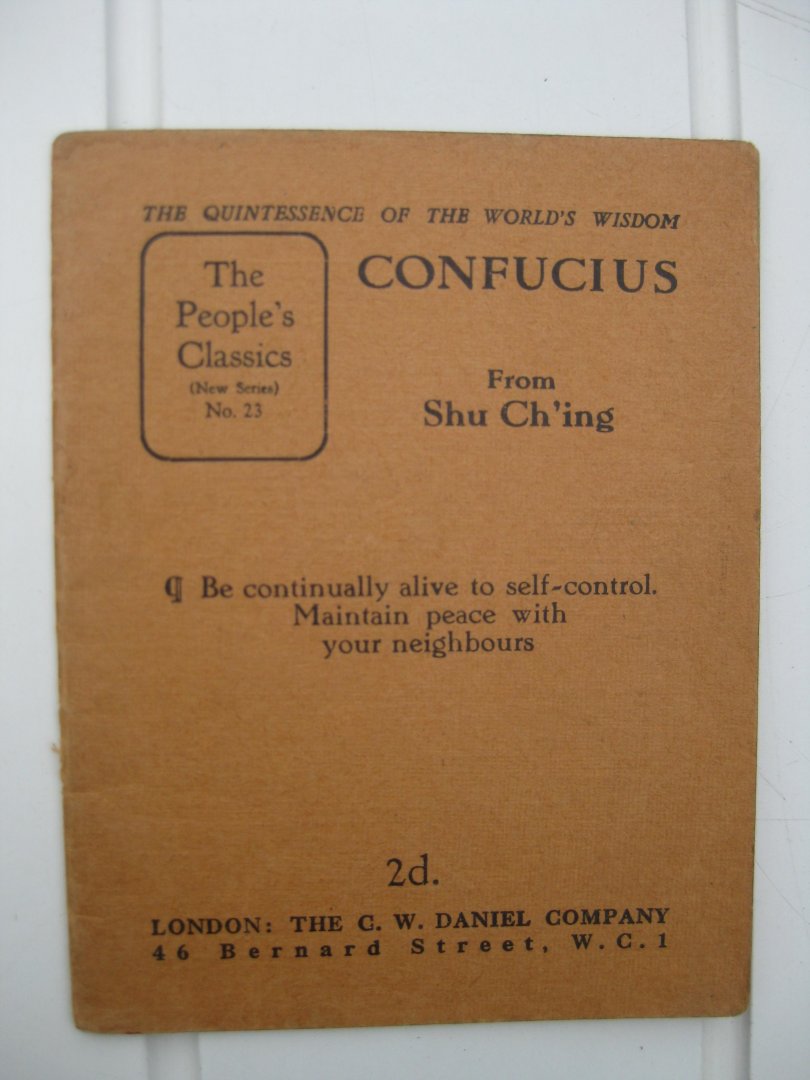 THE QUINTESSENCE OF THE WORLD'S WISDOM
The
People's
Classics
(New Series)
No. 23
CONFUCIUS
From
Shu Ch'ing
¶ Be continually alive to self-control.
Maintain peace with
your neighbours
2d.
LONDON: THE C. W. DANIEL COMPANY
46 Bernard Street, W.C.1